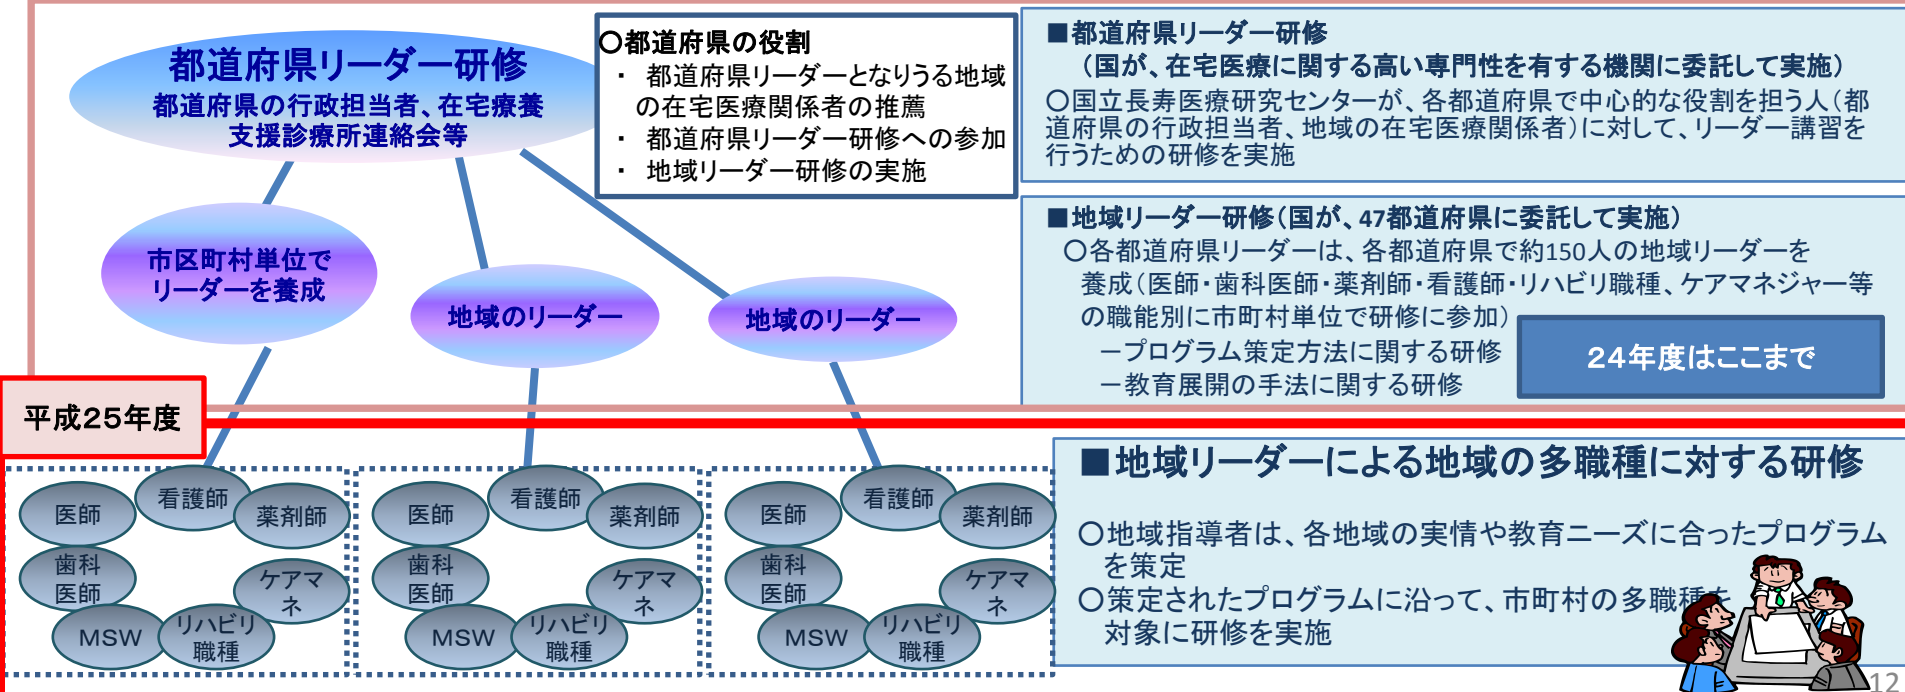 都道府県リーダー研修
都道府県の行政担当者、在宅療養
支援診療所連絡会等
○都道府県の役割
・ 都道府県リーダーとなりうる地域
の在宅医療関係者の推薦
・ 都道府県リーダー研修への参加
・ 地域リーダー研修の実施
■都道府県リーダー研修
（国が、在宅医療に関する高い専門性を有する機関に委託して実施）
○国立長寿医療研究センターが、各都道府県で中心的な役割を担う人（都
道府県の行政担当者、地域の在宅医療関係者）に対して、リーダー講習を
行うための研修を実施
市区町村単位で
リーダーを養成
地域のリーダー
地域のリーダー
■地域リーダー研修（国が、47都道府県に委託して実施）
○各都道府県リーダーは、各都道府県で約150人の地域リーダーを
養成（医師・歯科医師・薬剤師・看護師・リハビリ職種、ケアマネジャー等
の職能別に市町村単位で研修に参加）
－プログラム策定方法に関する研修
－教育展開の手法に関する研修
２４年度はここまで
平成２５年度
医師
看護師
薬剤師
歯科
医師
ケアマ
ネ
MSW
リハビリ
職種
医師
看護師
薬剤師
歯科
医師
ケアマ
ネ
MSW
リハビリ
職種
医師
看護師
薬剤師
歯科
医師
ケアマ
ネ
MSW
リハビリ
職種
■地域リーダーによる地域の多職種に対する研修
○地域指導者は、各地域の実情や教育ニーズに合ったプログラム
を策定
○策定されたプログラムに沿って、市町村の多職種を
対象に研修を実施
12